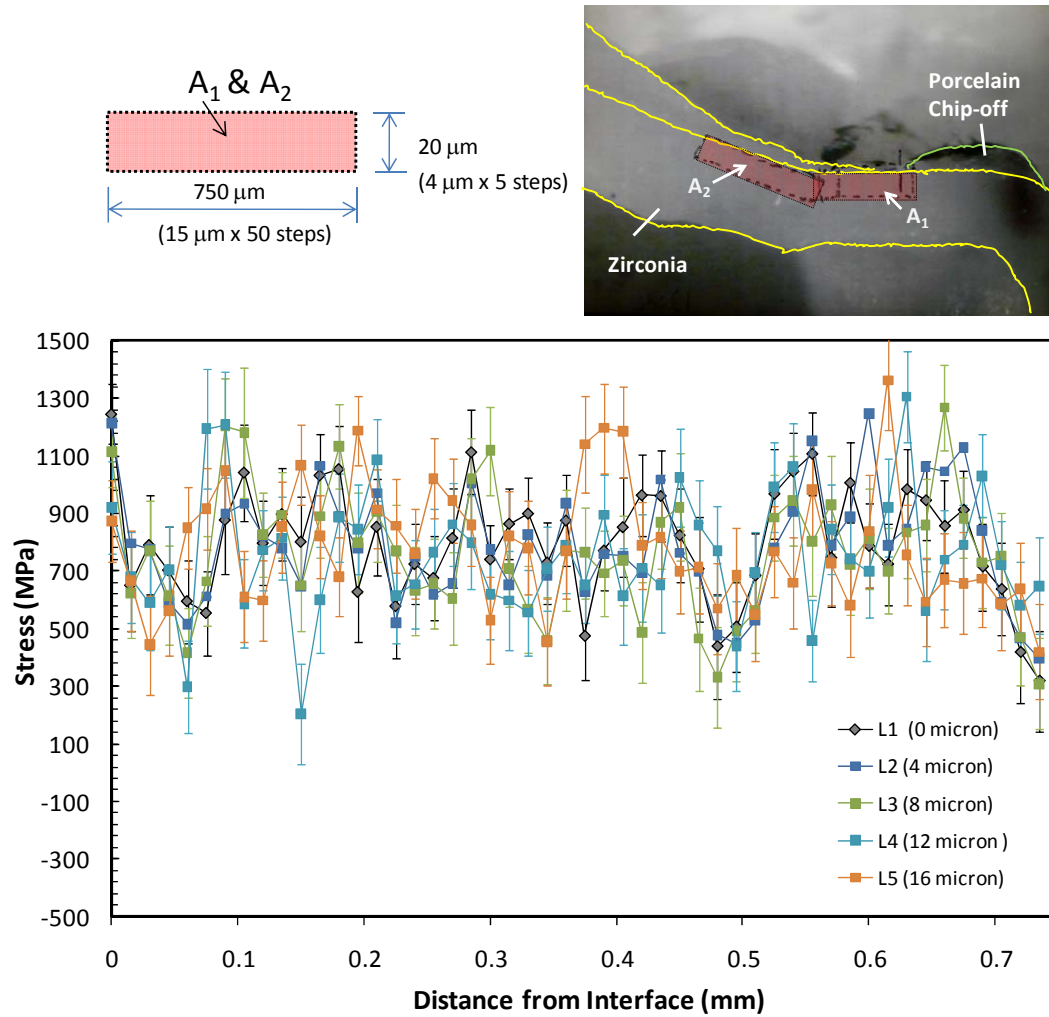 A1 & A2
20 µm
(4 µm x 5 steps)
750 µm
(15 µm x 50 steps)
Porcelain
Chip-off
A2
A1
Zirconia
1500
1300
1100
900
700
500
300
100
-100
-300
-500
Stress (MPa)
L1 (0 micron)
L2 (4 micron)
L3 (8 micron)
L4 (12 micron )
L5 (16 micron)
0
0.1
0.2
0.3
0.4
0.5
0.6
0.7
Distance from Interface (mm)